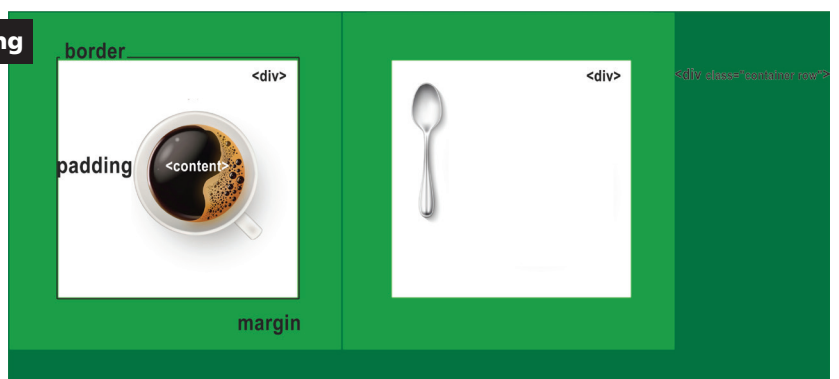 ng
border
<div>
<div>
<div class="container row">
padding
<content>
margin